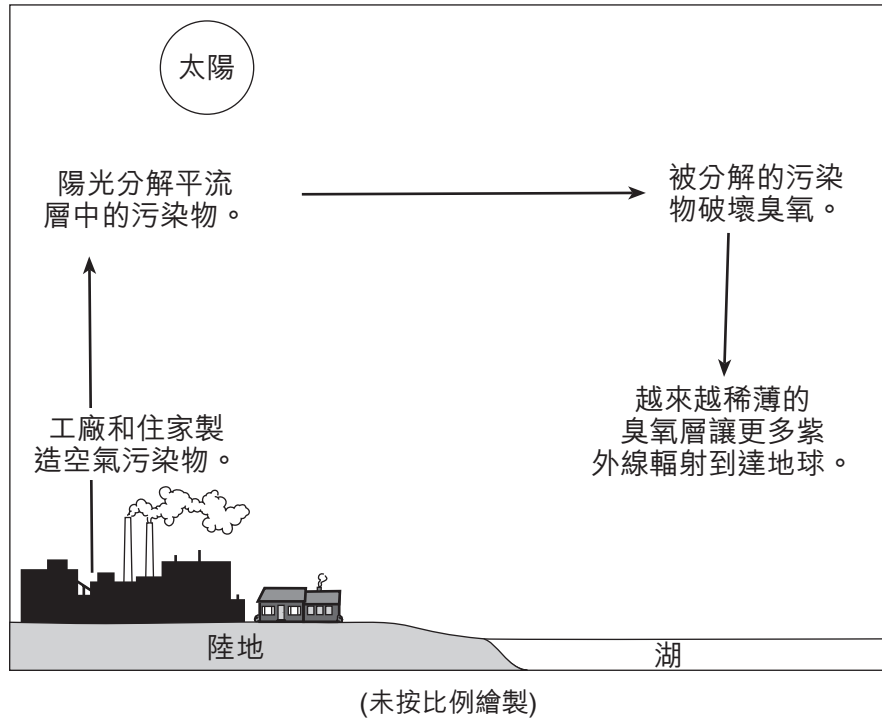 太陽
陽光分解平流
層中的污染物。
被分解的污染
物破壞臭氧。
工廠和住家製
造空氣污染物。
越來越稀薄的
臭氧層讓更多紫
外線輻射到達地球。
陸地
湖
(未按比例繪製)